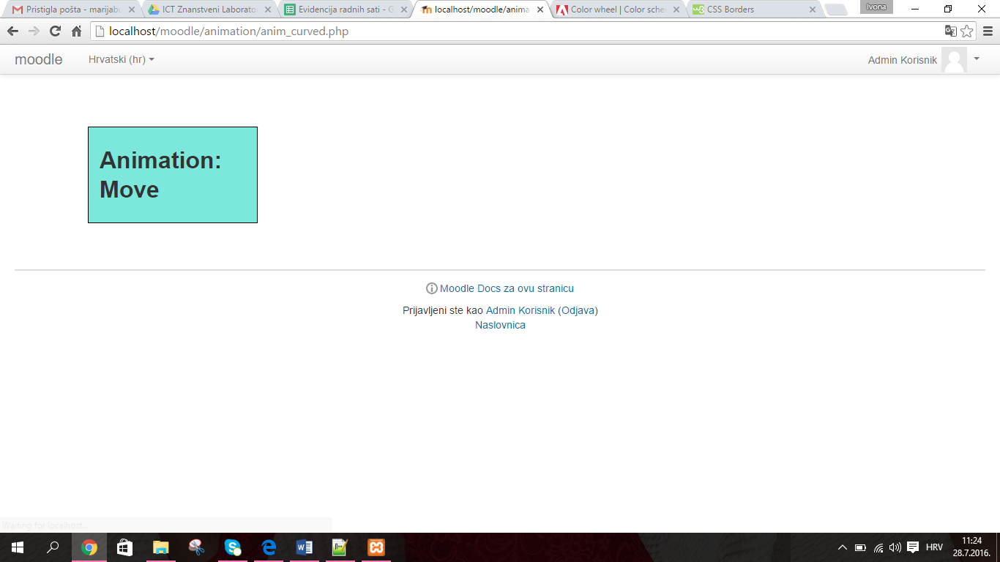 Pristigla pošta - marijabu
ICT Znanstveni Laborato
Evidencija radnih sati - G
localhost/moodle/anima
Color wheel | Color sche
CSS Borders
Ivona
localhost/moodle/animation/anim_curved.php
moodle
Hrvatski (hr)
Admin Korisnik
Animation:
Move
Moodle Docs za ovu stranicu
Prijavljeni ste kao Admin Korisnik (Odjava)
Naslovnica
Waiting for localhost...
HRV
11:24
28.7.2016.